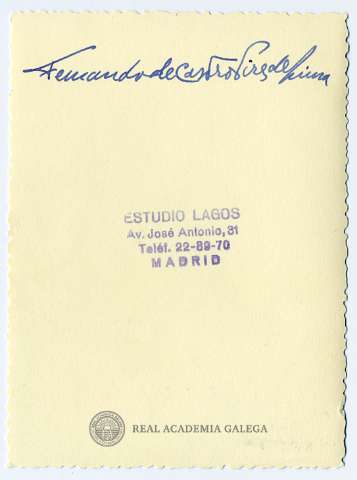 Fernando de Castro Pires de Lima
ESTUDIO LAGOS
Av. José Antonio, 31
Teléf. 22-89-70
MADRID
REAL ACADEMIA GALEGA